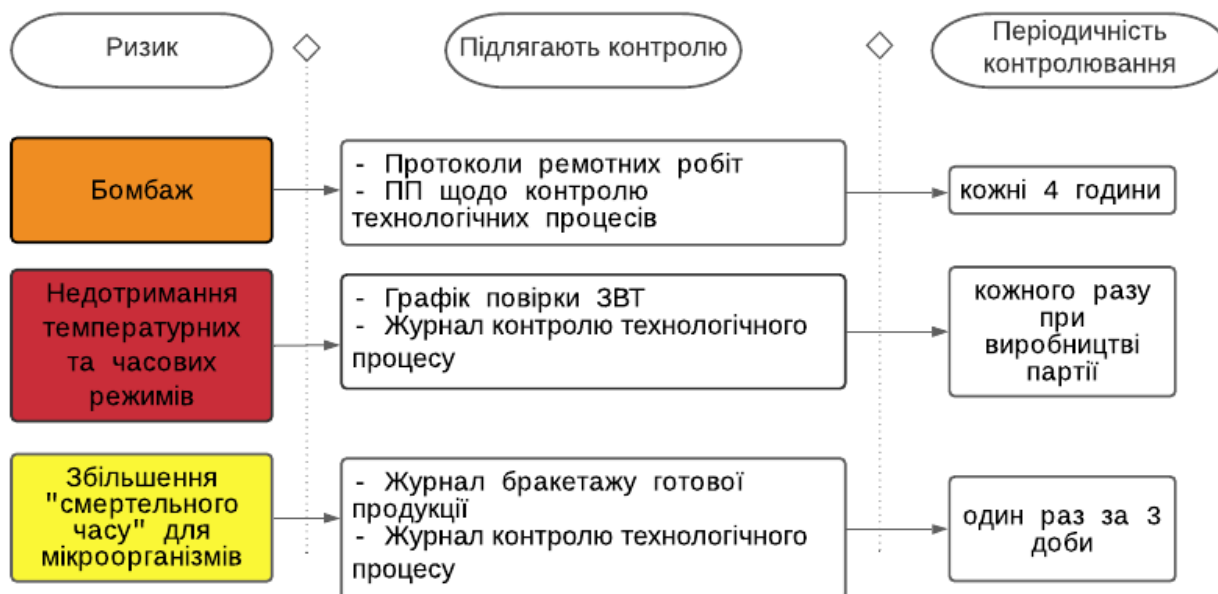 Ризик
Підлягають контролю
Періодичність
контролювання
Бомбаж
- Протоколи ремотних робіт
- ПП щодо контролю
технологічних процесів
кожні 4 години
Недотримання
температурних
та часових
режимів
- Графік повірки ЗВТ
- Журнал контролю технологічного
процесу
кожного разу
при
виробництві
партії
Збільшення
"смертельного
часу" для
мікроорганізмів
- Журнал бракетажу готової
продукції
- Журнал контролю технологічного
процесу
один раз за 3
доби